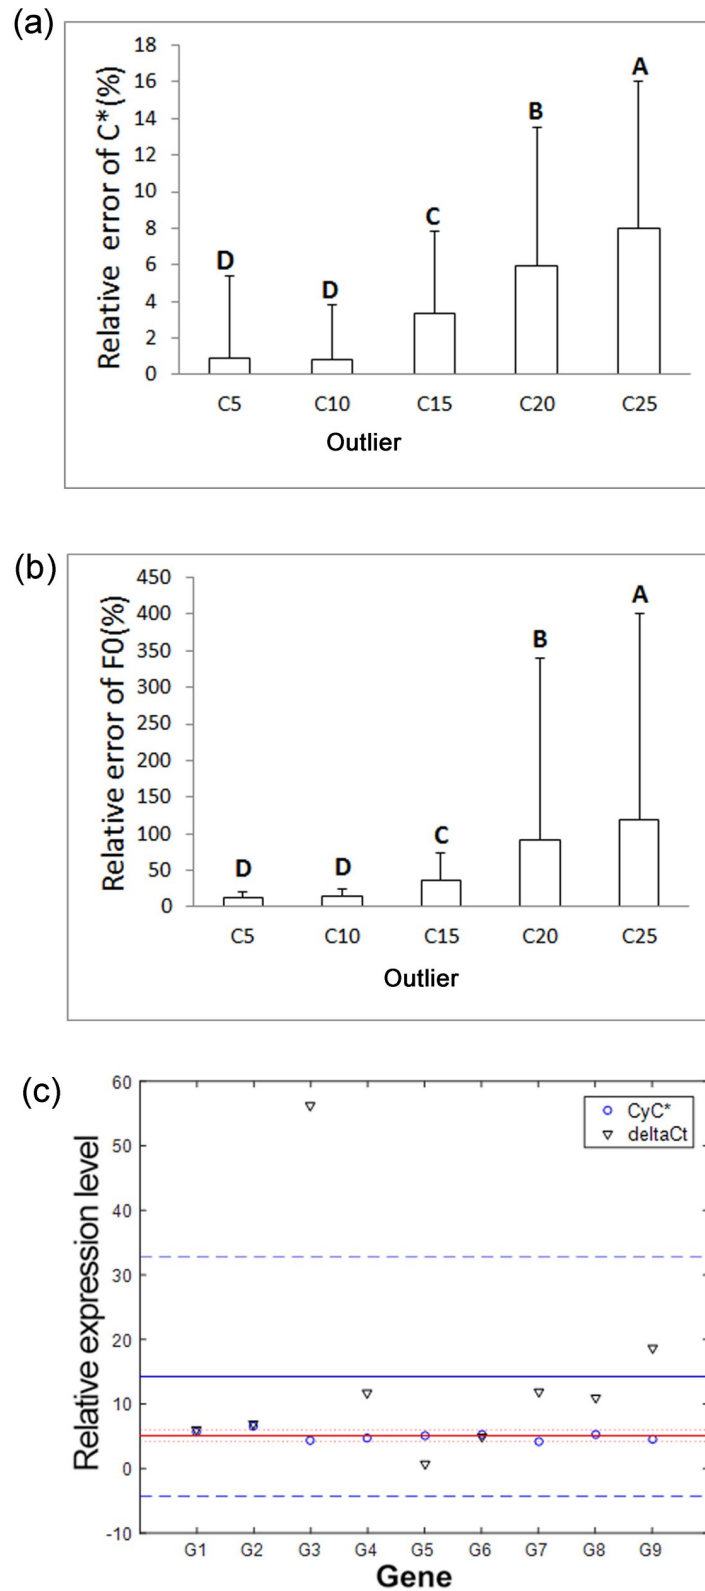 (a)
Relative error of C*(%)
18
16
14
12
10
8
6
4
2
0
D
D
C
B
A
C5 C10 C15 C20 C25
Outlier
(b)
Relative error of F0(%)
450
400
350
300
250
200
150
100
50
0
D
D
C
B
A
C5 C10 C15 C20 C25
Outlier
(c)
Relative expression level
60
50
40
30
20
10
0
-10
CyC*
deltaCt
G1 G2 G3 G4 G5 G6 G7 G8 G9
Gene